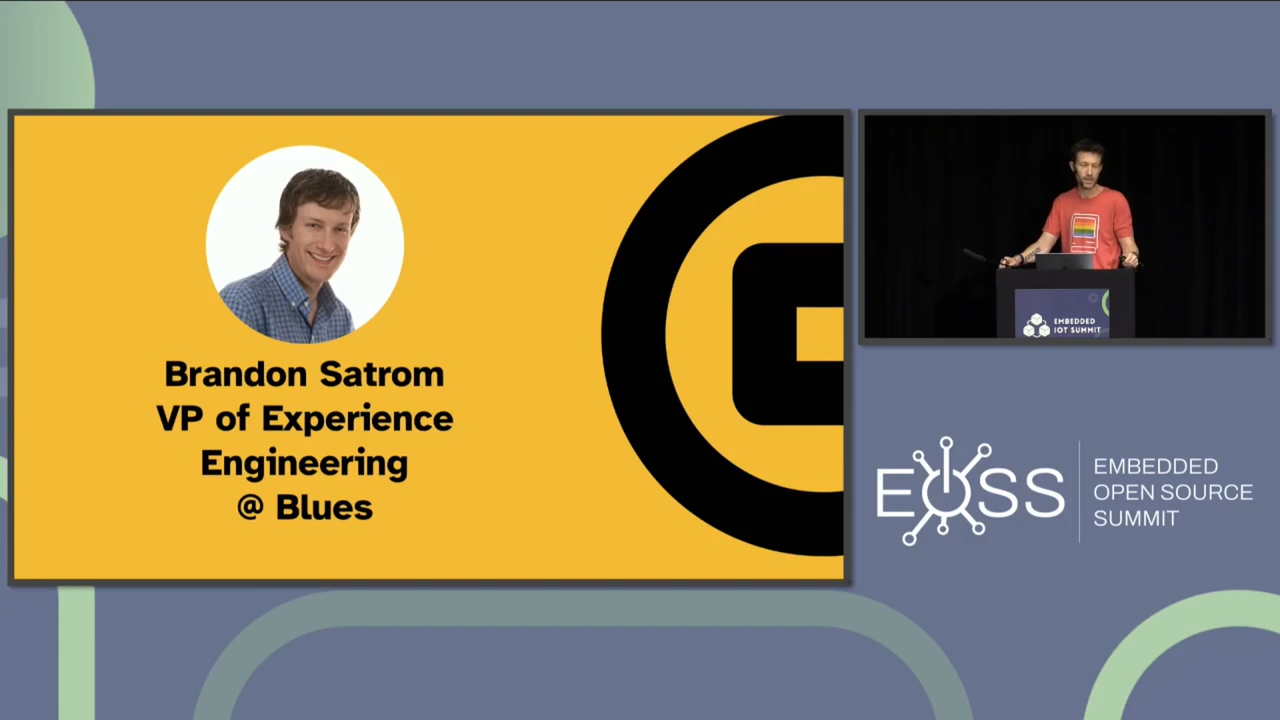 Brandon Satrom
VP of Experience
Engineering
@ Blues
EMBEDDED
IOT SUMMIT
EOSS
EMBEDDED
OPEN SOURCE
SUMMIT